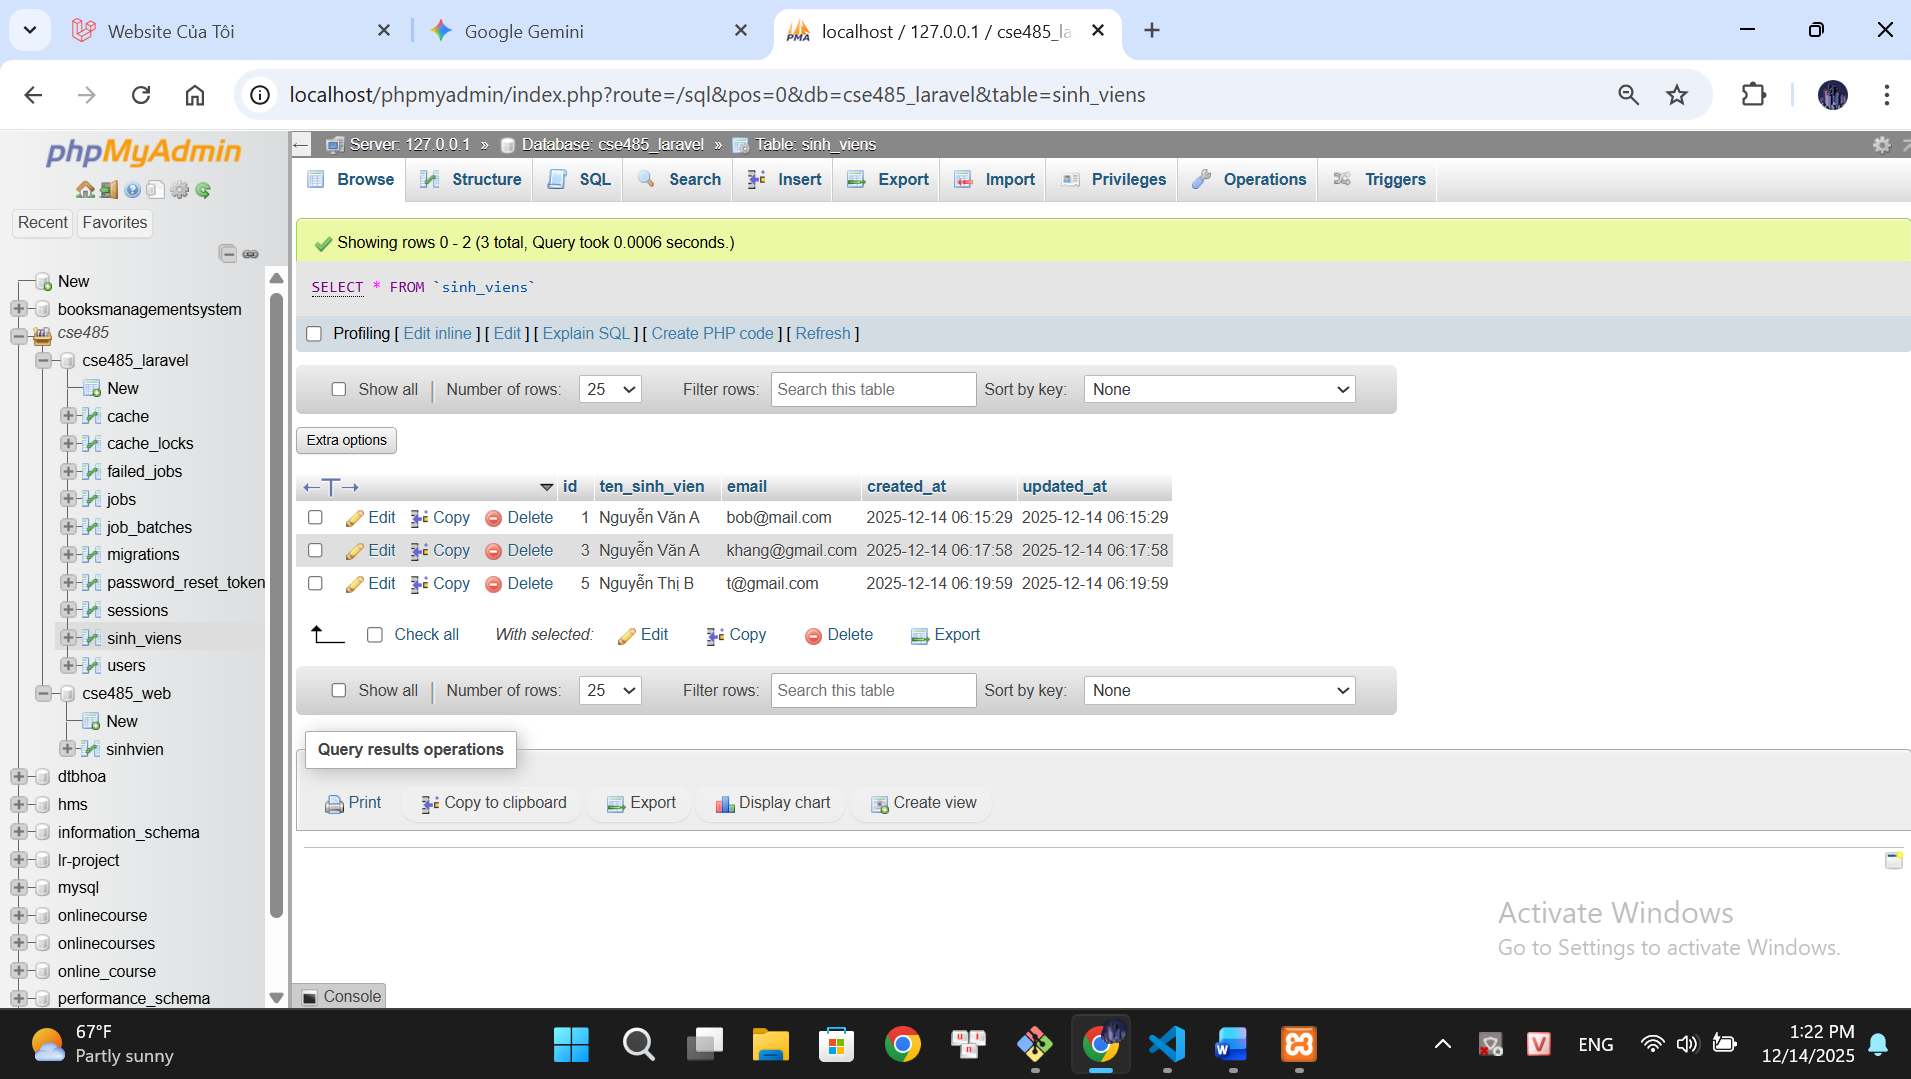 Website Của Tôi
Google Gemini
localhost / 127.0.0.1 / cse485_la
localhost/phpmyadmin/index.php?route=/sql&pos=0&db=cse485_laravel&table=sinh_viens
phpMyAdmin
Recent
Favorites
New
booksmanagementsystem
cse485
cse485_laravel
New
cache
cache_locks
failed_jobs
jobs
job_batches
migrations
password_reset_token
sessions
sinh_viens
users
cse485_web
New
sinhvien
dtbhoa
hms
information_schema
lr-project
mysql
onlinecourse
onlinecourses
online_course
performance_schema
Server: 127.0.0.1 » Database: cse485_laravel » Table: sinh_viens
Browse Structure SQL Search Insert Export Import Privileges Operations Triggers
Showing rows 0 - 2 (3 total, Query took 0.0006 seconds.)
SELECT * FROM `sinh_viens`
Profiling [ Edit inline ] [ Edit ] [ Explain SQL ] [ Create PHP code ] [ Refresh ]
Show all Number of rows: 25 Filter rows: Search this table Sort by key: None
Extra options
←T→ id ten_sinh_vien email created_at updated_at
Edit Copy Delete 1 Nguyễn Văn A bob@mail.com 2025-12-14 06:15:29 2025-12-14 06:15:29
Edit Copy Delete 3 Nguyễn Văn A khang@gmail.com 2025-12-14 06:17:58 2025-12-14 06:17:58
Edit Copy Delete 5 Nguyễn Thị B t@gmail.com 2025-12-14 06:19:59 2025-12-14 06:19:59
Check all With selected: Edit Copy Delete Export
Show all Number of rows: 25 Filter rows: Search this table Sort by key: None
Query results operations
Print Copy to clipboard Export Display chart Create view
Activate Windows
Go to Settings to activate Windows.
Console
67°F
Partly sunny
ENG
1:22 PM
12/14/2025